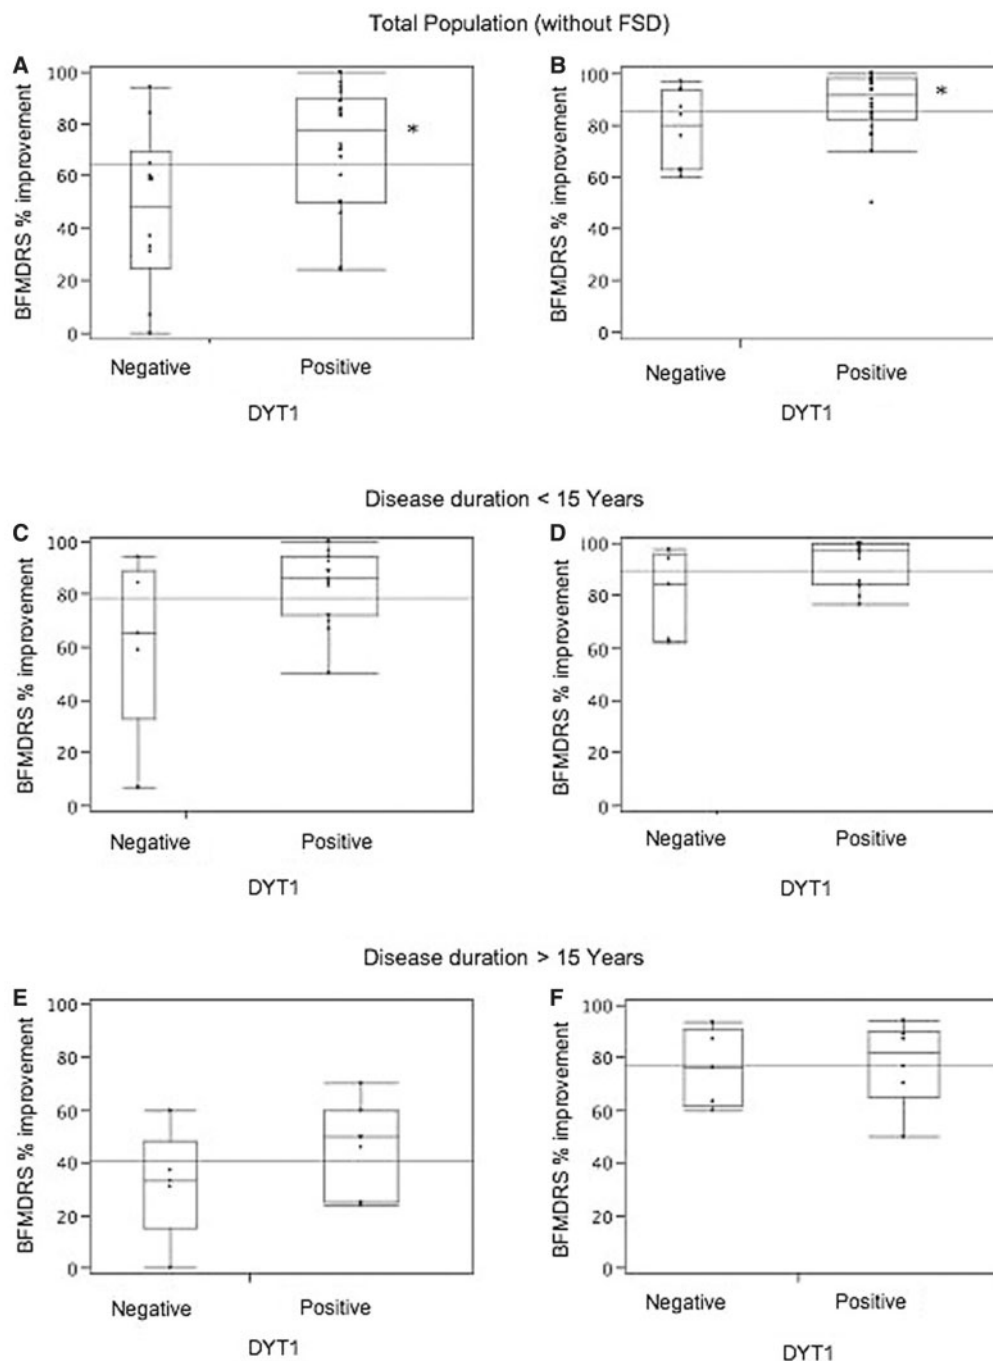 Total Population (without FSD)
A
B
BFMDRS % improvement
100
80
60
40
20
0
*
Negative
Positive
DYT1
BFMDRS % improvement
100
80
60
40
20
0
*
Negative
Positive
DYT1
Disease duration < 15 Years
C
D
BFMDRS % improvement
100
80
60
40
20
0
Negative
Positive
DYT1
BFMDRS % improvement
100
80
60
40
20
0
Negative
Positive
DYT1
Disease duration > 15 Years
E
F
BFMDRS % improvement
100
80
60
40
20
0
Negative
Positive
DYT1
BFMDRS % improvement
100
80
60
40
20
0
Negative
Positive
DYT1